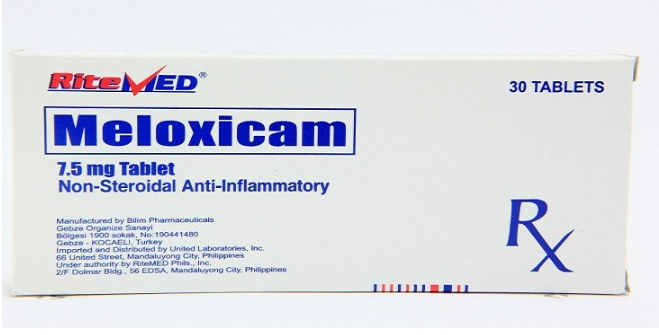 RiteMED®
30 TABLETS
Meloxicam
7.5 mg Tablet
Non-Steroidal Anti-Inflammatory
Manufactured by Bilim Pharmaceuticals
Gebze Organize Sanayi
Bölgesi 1900 sokak, No:190441480
Gebze - KOCAELI, Turkey
Imported and Distributed by United Laboratories, Inc.
66 United Street, Mandaluyong City, Philippines
Under authority by RiteMED Phils., Inc.
2/F Dolmar Bldg., 56 EDSA, Mandaluyong City, Philippines
Rx